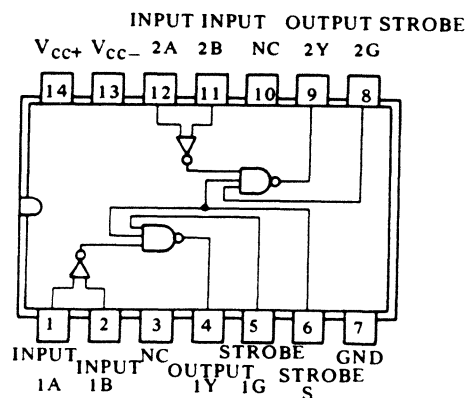 INPUT INPUT OUTPUT STROBE
VCC+ VCC− 2A 2B NC 2Y 2G
14 13 12 11 10 9 8
1 2 3 4 5 6 7
INPUT 1A
INPUT 1B
NC
OUTPUT 1Y
STROBE 1G
STROBE S
GND